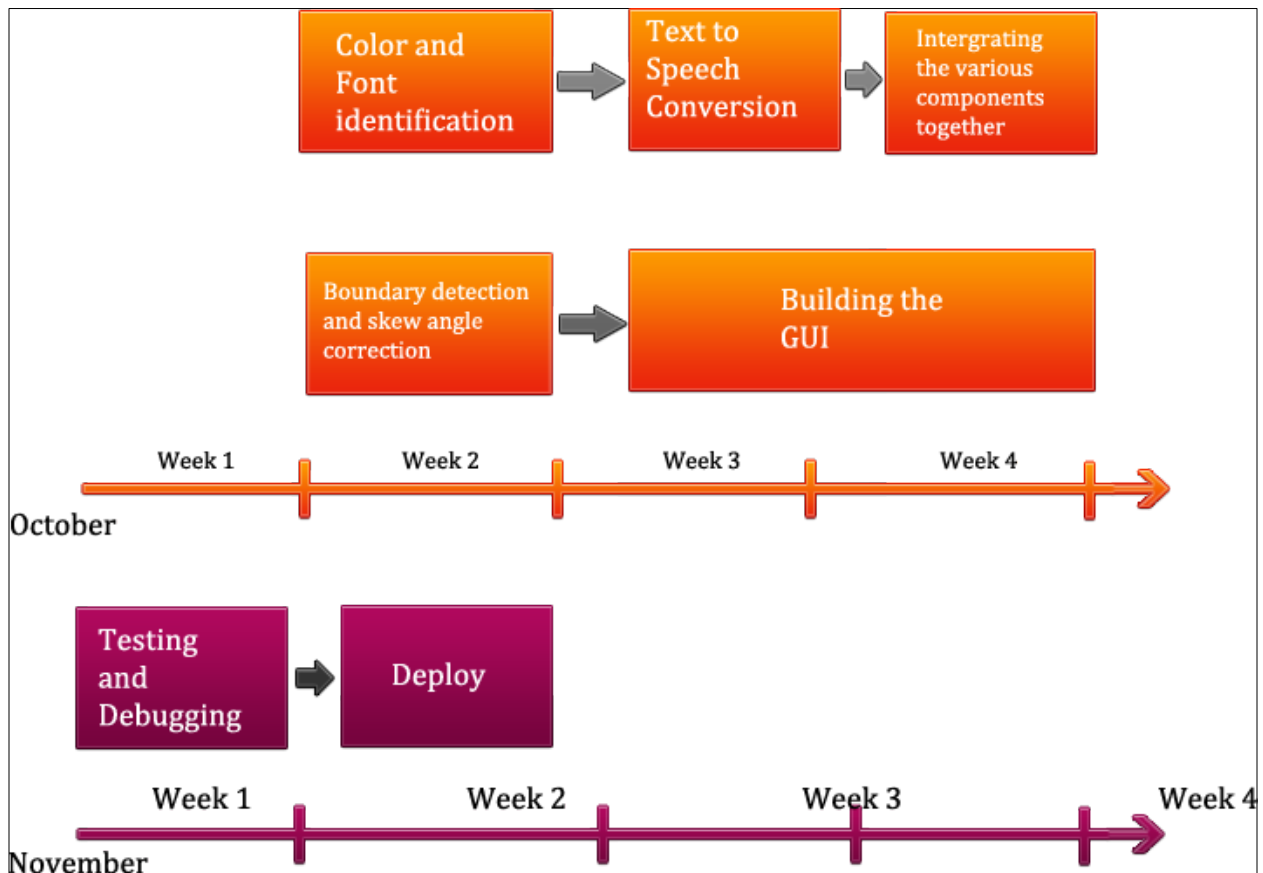 Color and
Font
identification
Text to
Speech
Conversion
Intergrating
the various
components
together
Boundary detection
and skew angle
correction
Building the
GUI
Week 1
Week 2
Week 3
Week 4
October
Testing
and
Debugging
Deploy
Week 1
Week 2
Week 3
Week 4
November